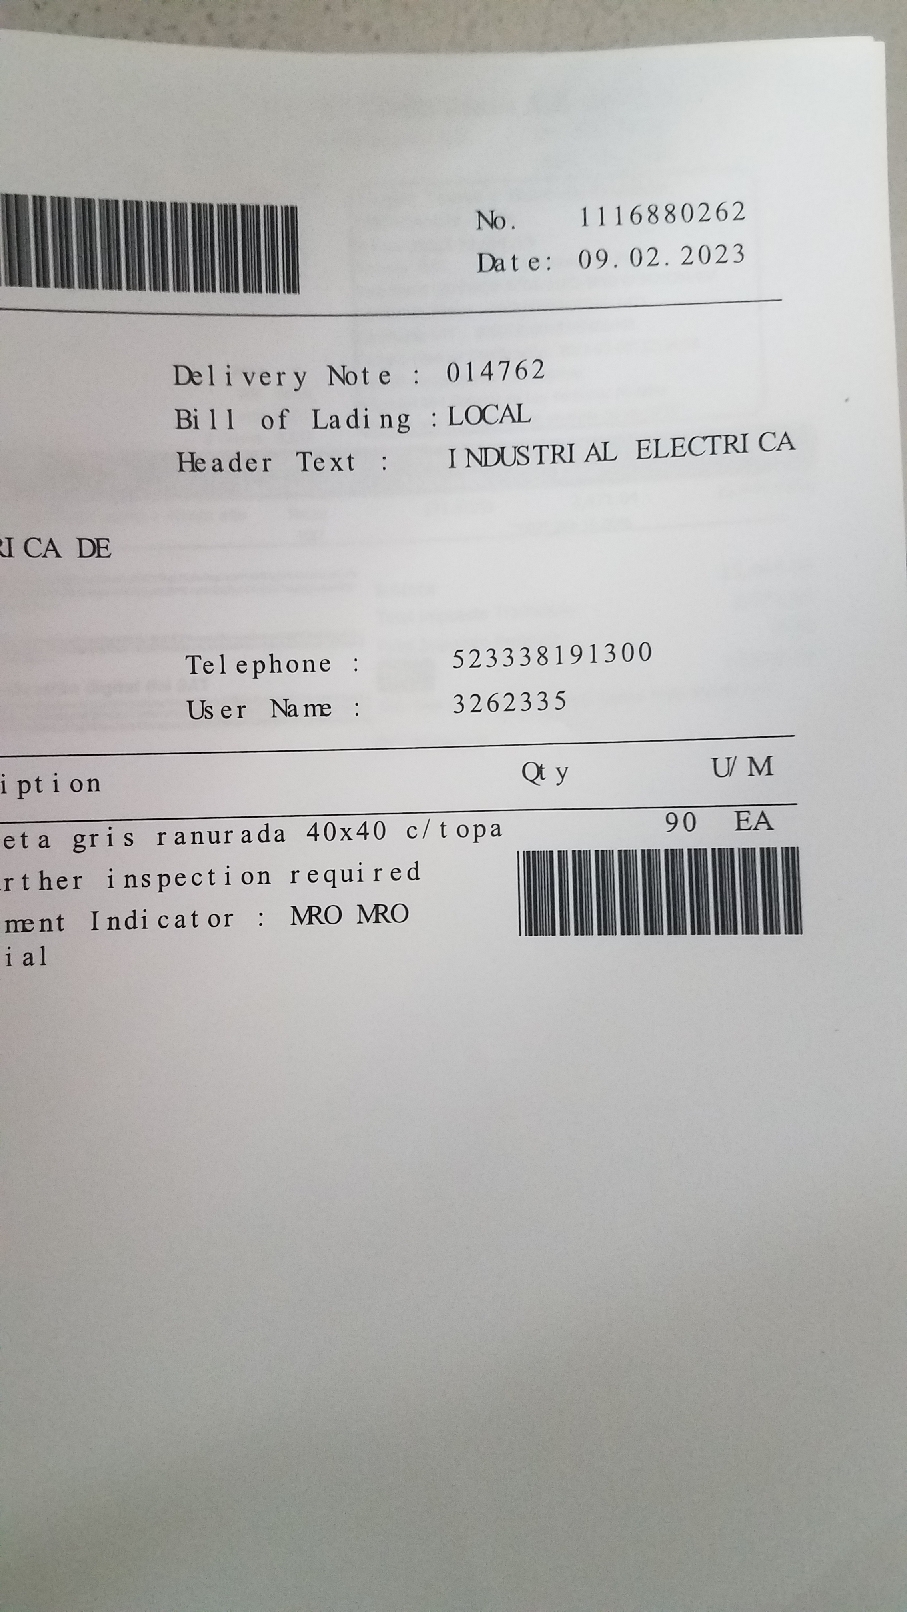 No. 1116880262
Date: 09.02.2023
Delivery Note : 014762
Bill of Lading : LOCAL
Header Text : INDUSTRIAL ELECTRICA
RICA DE
Telephone : 523338191300
User Name : 3262335
iption Qty U/M
eta gris ranurada 40x40 c/topa 90 EA
rther inspection required
ment Indicator : MRO MRO
ial